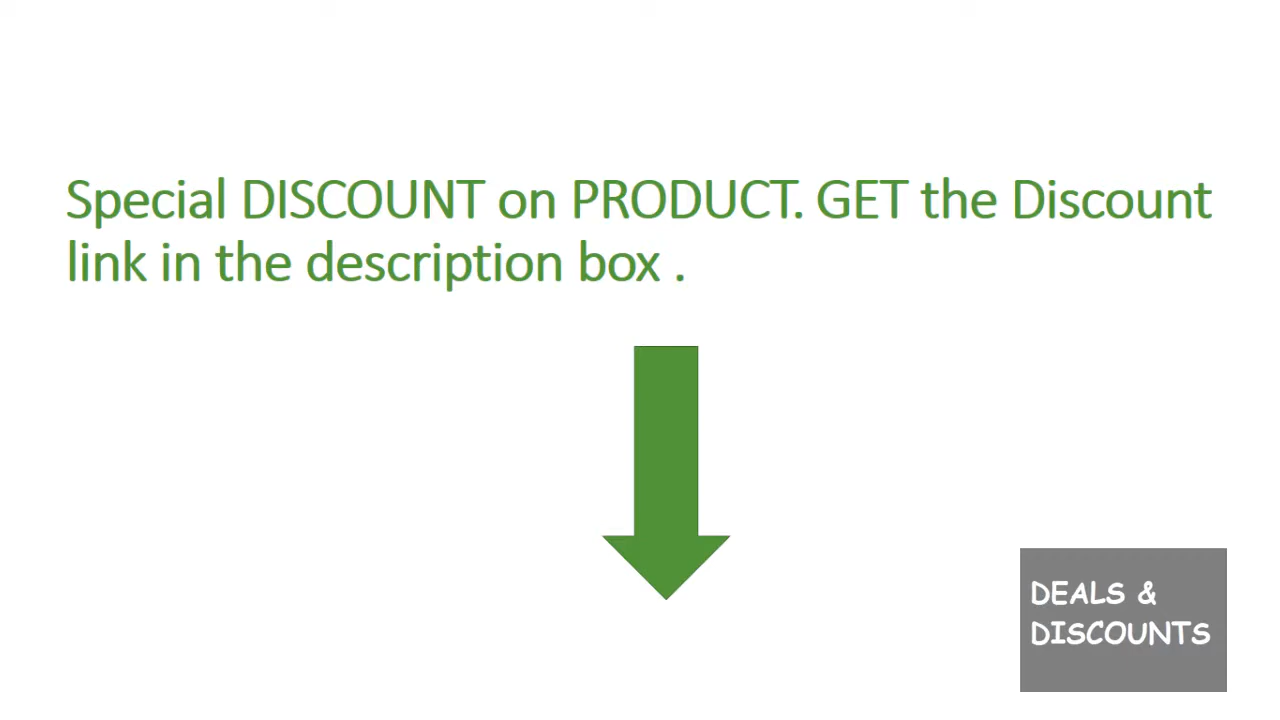 Special DISCOUNT on PRODUCT. GET the Discount
link in the description box .
DEALS &
DISCOUNTS